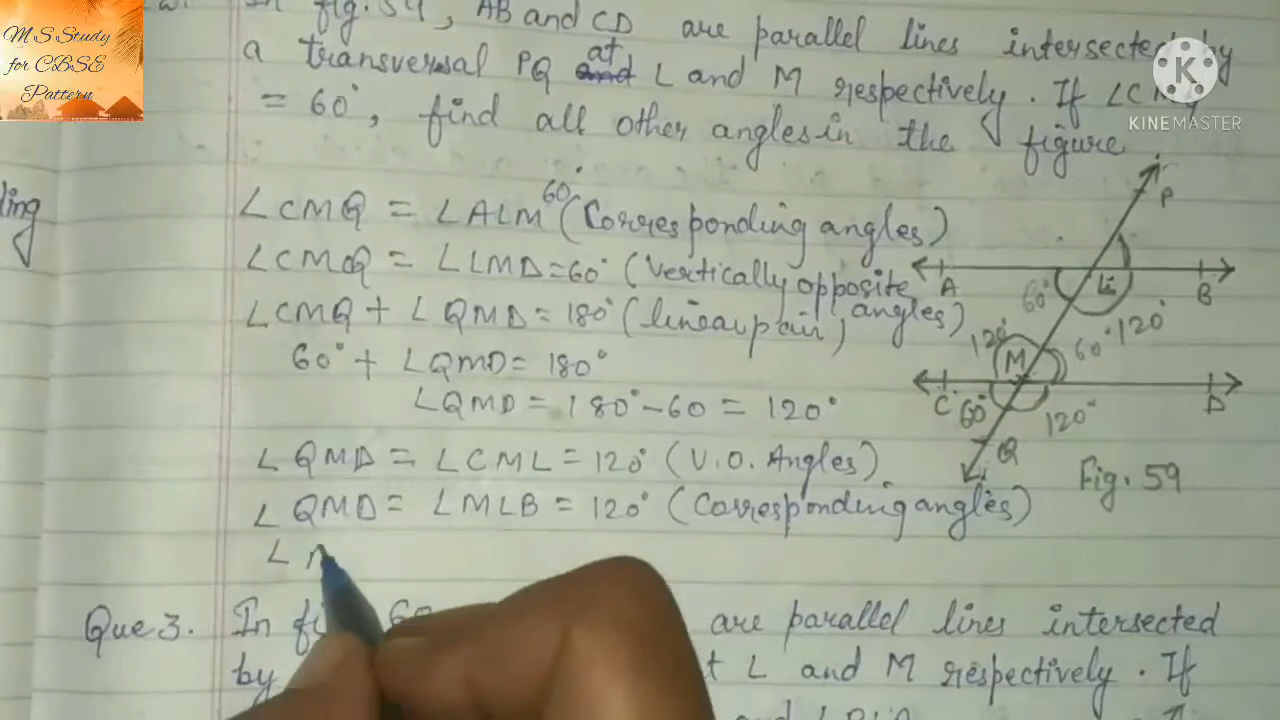 M S Study
for CBSE
Pattern
In fig. 59, AB and CD are parallel lines intersected by
a transversal PQ at L and M respectively. If
= 60°, find all other angles in the figure
KINEMASTER
ling
∠CMQ = ∠ALM 60° (Corresponding angles)
∠CMQ = ∠LMD = 60° (Vertically opposite
angles)
∠CMQ + ∠QMD = 180° (linear pair)
60° + ∠QMD = 180°
∠QMD = 180° - 60 = 120°
∠QMD = ∠CML = 120° (V.O. Angles)
∠QMD = ∠MLB = 120° (Corresponding angles)
∠
P
A
L
B
60°
120°
120°
M
60°
C
D
60°
120°
Q
Fig. 59
Que 3. In are parallel lines intersected
by L and M respectively. If
and